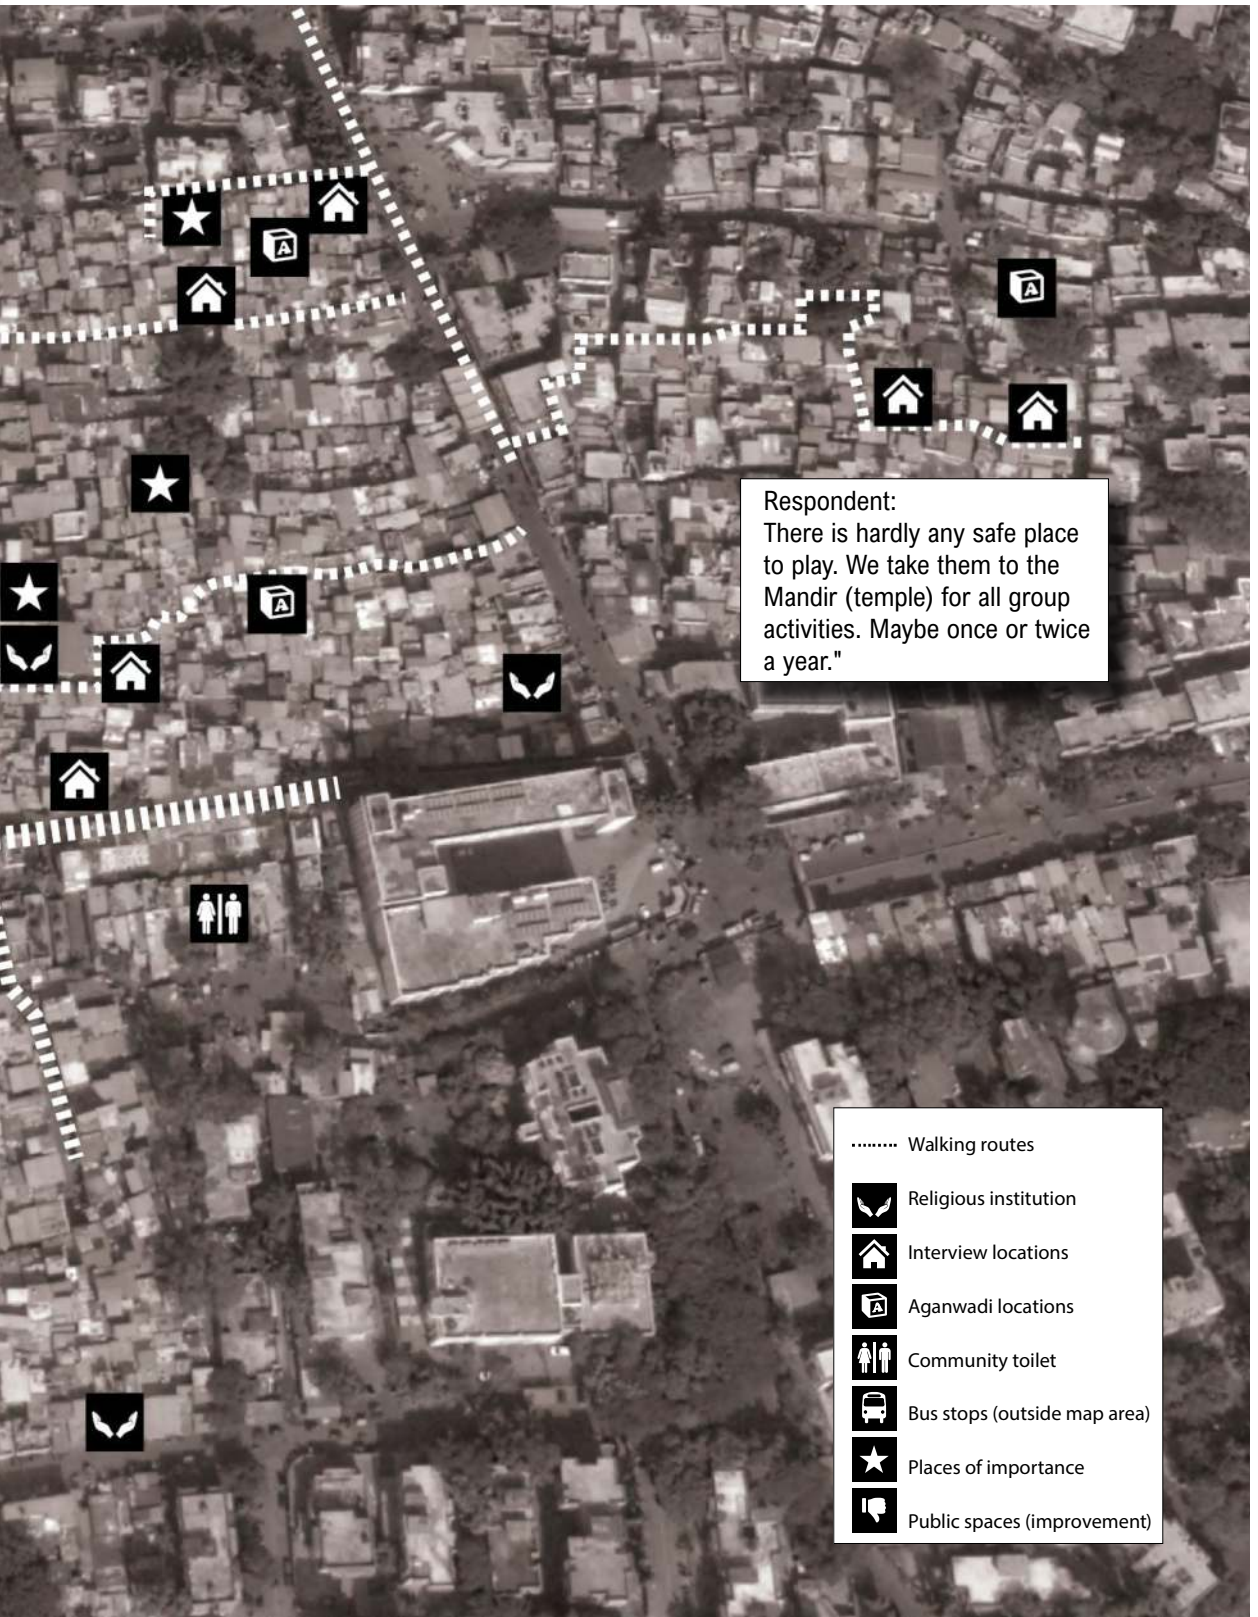 Respondent:
There is hardly any safe place
to play. We take them to the
Mandir (temple) for all group
activities. Maybe once or twice
a year."
Walking routes
Religious institution
Interview locations
A Aganwadi locations
Community toilet
Bus stops (outside map area)
Places of importance
Public spaces (improvement)
A
A
A